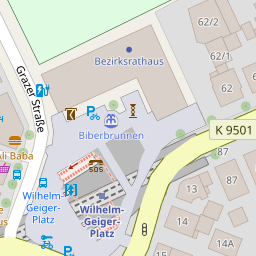 62/2
62/1
62
Bezirksrathaus
Grazer Straße
Biberbrunnen
K 9501
Ali Baba
13
87
87
SOS
Wilhelm-
Geiger-
Platz
Wilhelm-
Geiger-
Platz
14
14A